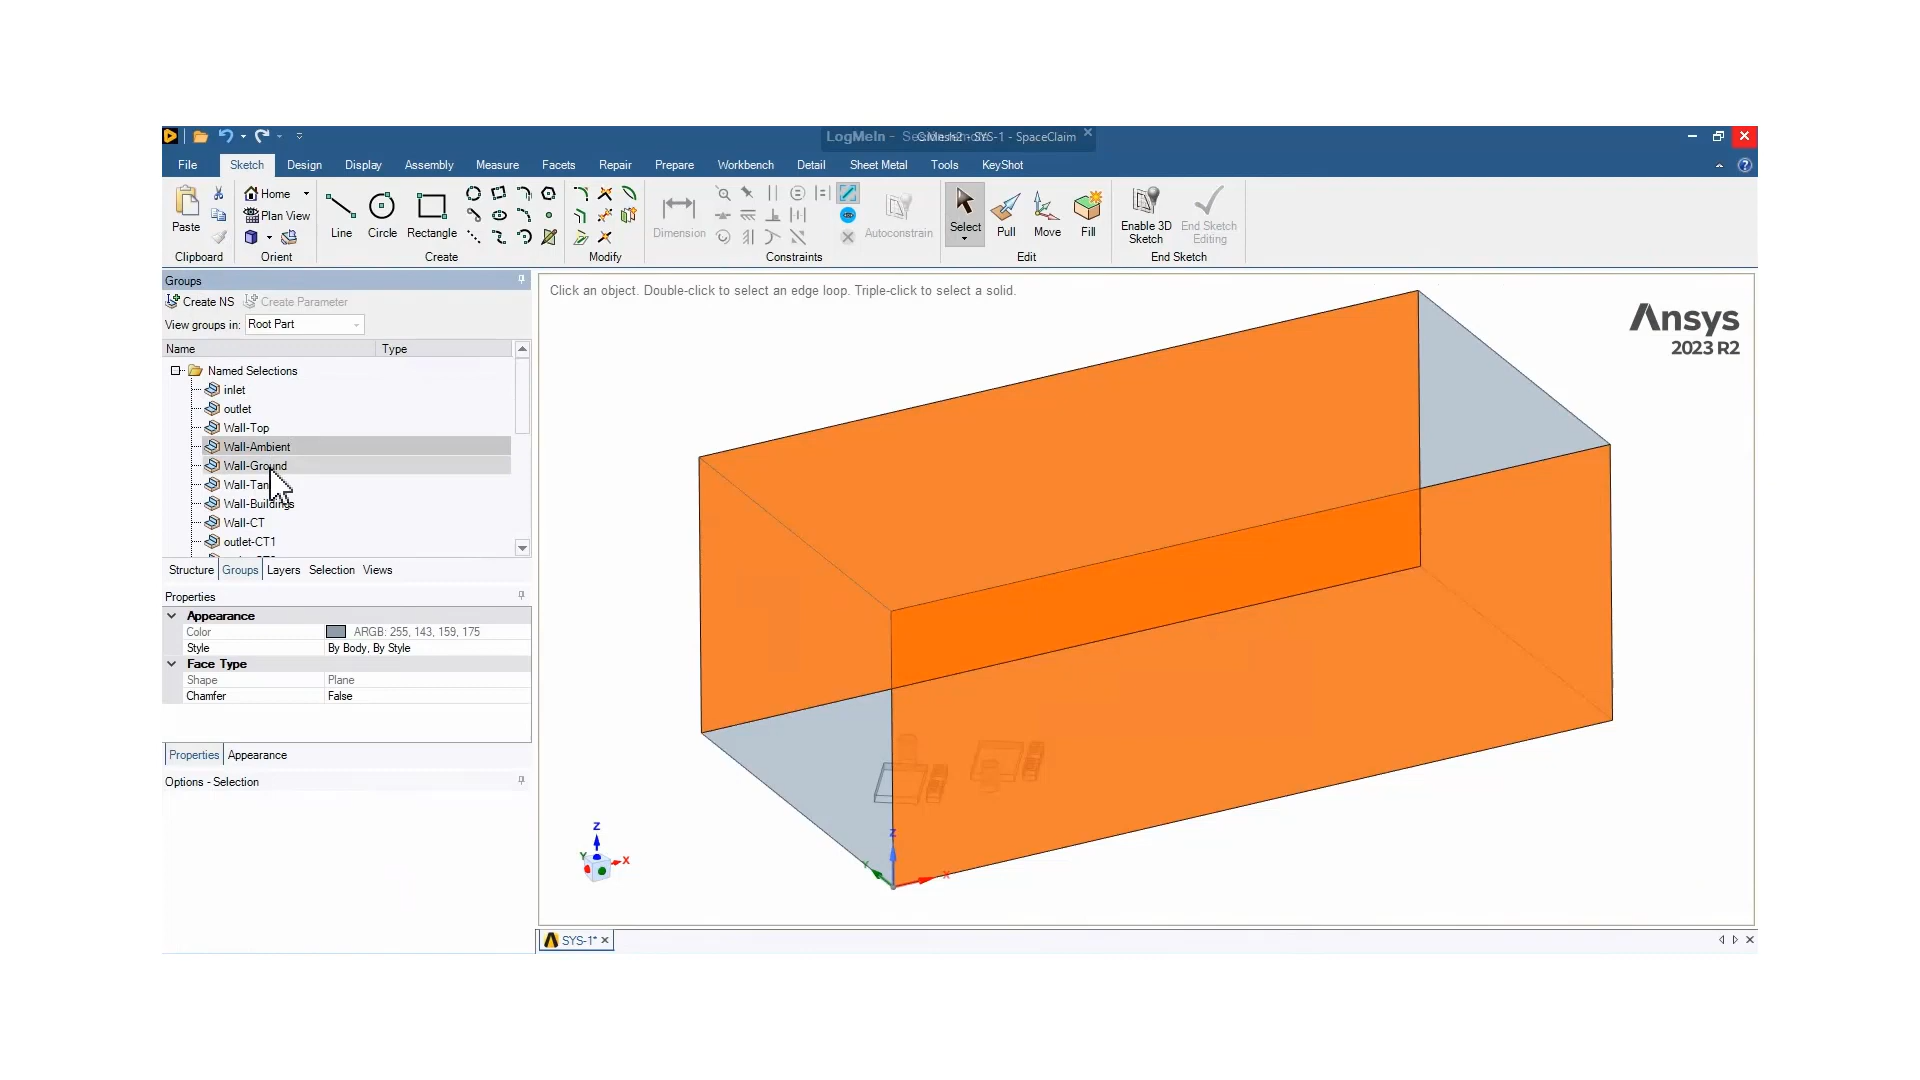 LogMeIn - SYS-1 - SpaceClaim
File Sketch Design Display Assembly Measure Facets Repair Prepare Workbench Detail Sheet Metal Tools KeyShot
Paste
Home
Plan View
Line Circle Rectangle
Dimension
Autoconstrain
Select Pull Move Fill
Enable 3D Sketch
End Sketch Editing
Clipboard Orient Create Modify Constraints Edit End Sketch
Groups
Create NS Create Parameter
View groups in: Root Part
Name Type
Named Selections
inlet
outlet
Wall-Top
Wall-Ambient
Wall-Ground
Wall-Tan
Wall-Buildings
Wall-CT
outlet-CT1
Structure Groups Layers Selection Views
Properties
Appearance
Color ARGB: 255, 143, 159, 175
Style By Body, By Style
Face Type
Shape Plane
Chamfer False
Properties Appearance
Options - Selection
Click an object. Double-click to select an edge loop. Triple-click to select a solid.
Ansys
2023 R2
Z
Y
X
Z
Y
X
SYS-1*